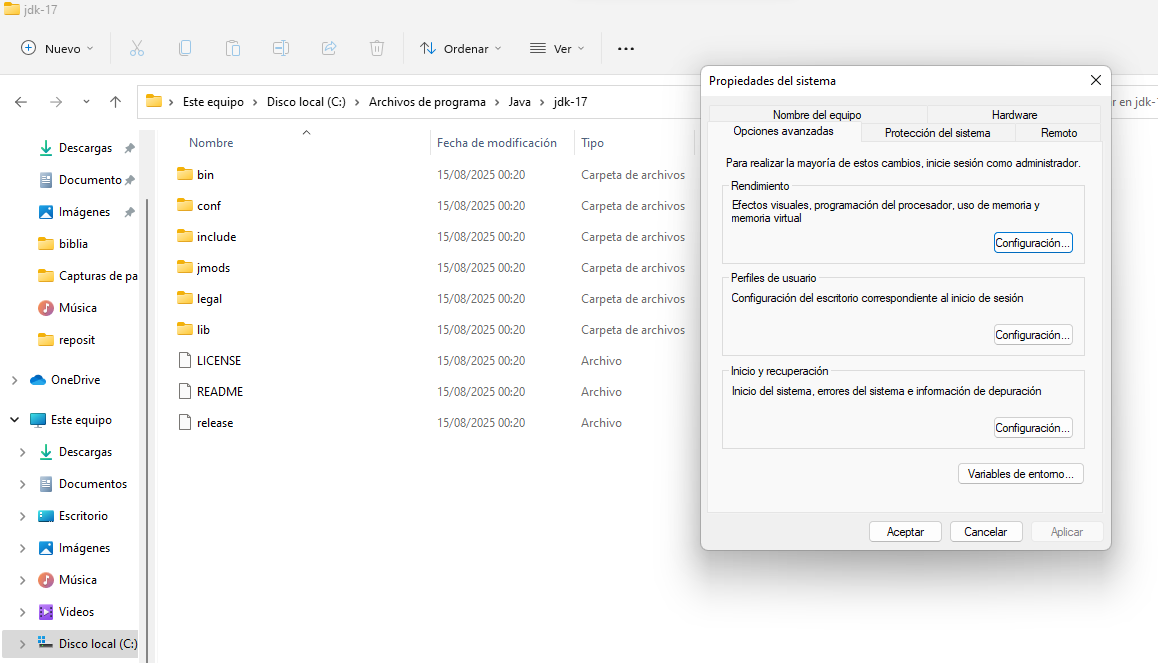 jdk-17
Nuevo
Ordenar
Ver
Este equipo
Disco local (C:)
Archivos de programa
Java
jdk-17
r en jdk-
Nombre
Fecha de modificación
Tipo
bin 15/08/2025 00:20 Carpeta de archivos
conf 15/08/2025 00:20 Carpeta de archivos
include 15/08/2025 00:20 Carpeta de archivos
jmods 15/08/2025 00:20 Carpeta de archivos
legal 15/08/2025 00:20 Carpeta de archivos
lib 15/08/2025 00:20 Carpeta de archivos
LICENSE 15/08/2025 00:20 Archivo
README 15/08/2025 00:20 Archivo
release 15/08/2025 00:20 Archivo
Descargas
Documento
Imágenes
biblia
Capturas de pa
Música
reposit
OneDrive
Este equipo
Descargas
Documentos
Escritorio
Imágenes
Música
Videos
Disco local (C:)
Propiedades del sistema
Nombre del equipo
Hardware
Opciones avanzadas
Protección del sistema
Remoto
Para realizar la mayoría de estos cambios, inicie sesión como administrador.
Rendimiento
Efectos visuales, programación del procesador, uso de memoria y
memoria virtual
Configuración...
Perfiles de usuario
Configuración del escritorio correspondiente al inicio de sesión
Configuración...
Inicio y recuperación
Inicio del sistema, errores del sistema e información de depuración
Configuración...
Variables de entorno...
Aceptar
Cancelar
Aplicar